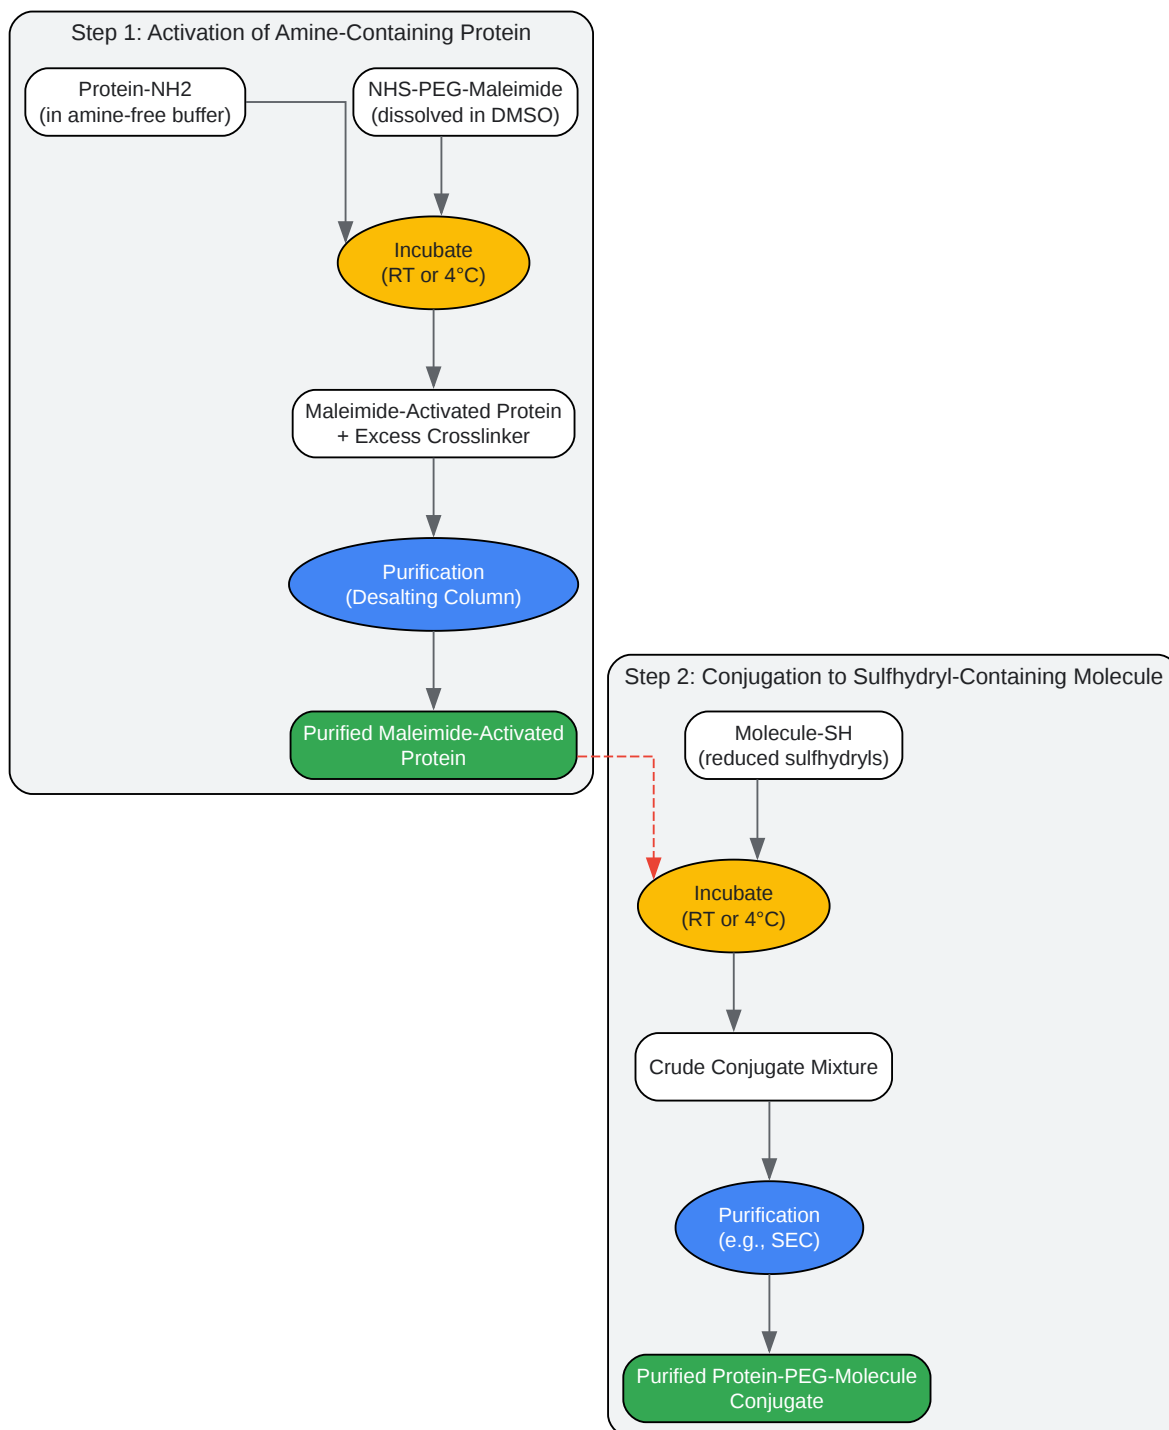 Step 1: Activation of Amine-Containing Protein
Protein-NH2
(in amine-free buffer)
NHS-PEG-Maleimide
(dissolved in DMSO)
Incubate
(RT or 4°C)
Maleimide-Activated Protein
+ Excess Crosslinker
Purification
(Desalting Column)
Purified Maleimide-Activated
Protein
Step 2: Conjugation to Sulfhydryl-Containing Molecule
Molecule-SH
(reduced sulfhydryls)
Incubate
(RT or 4°C)
Crude Conjugate Mixture
Purification
(e.g., SEC)
Purified Protein-PEG-Molecule
Conjugate